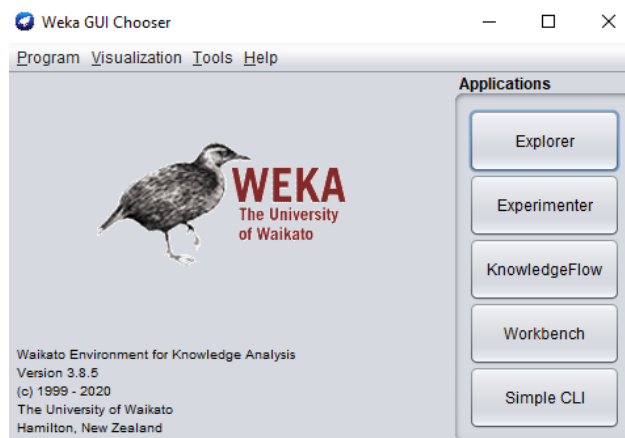 Weka GUI Chooser
Program Visualization Tools Help
Applications
Explorer
Experimenter
KnowledgeFlow
Workbench
Simple CLI
WEKA
The University
of Waikato
Waikato Environment for Knowledge Analysis
Version 3.8.5
(c) 1999 - 2020
The University of Waikato
Hamilton, New Zealand